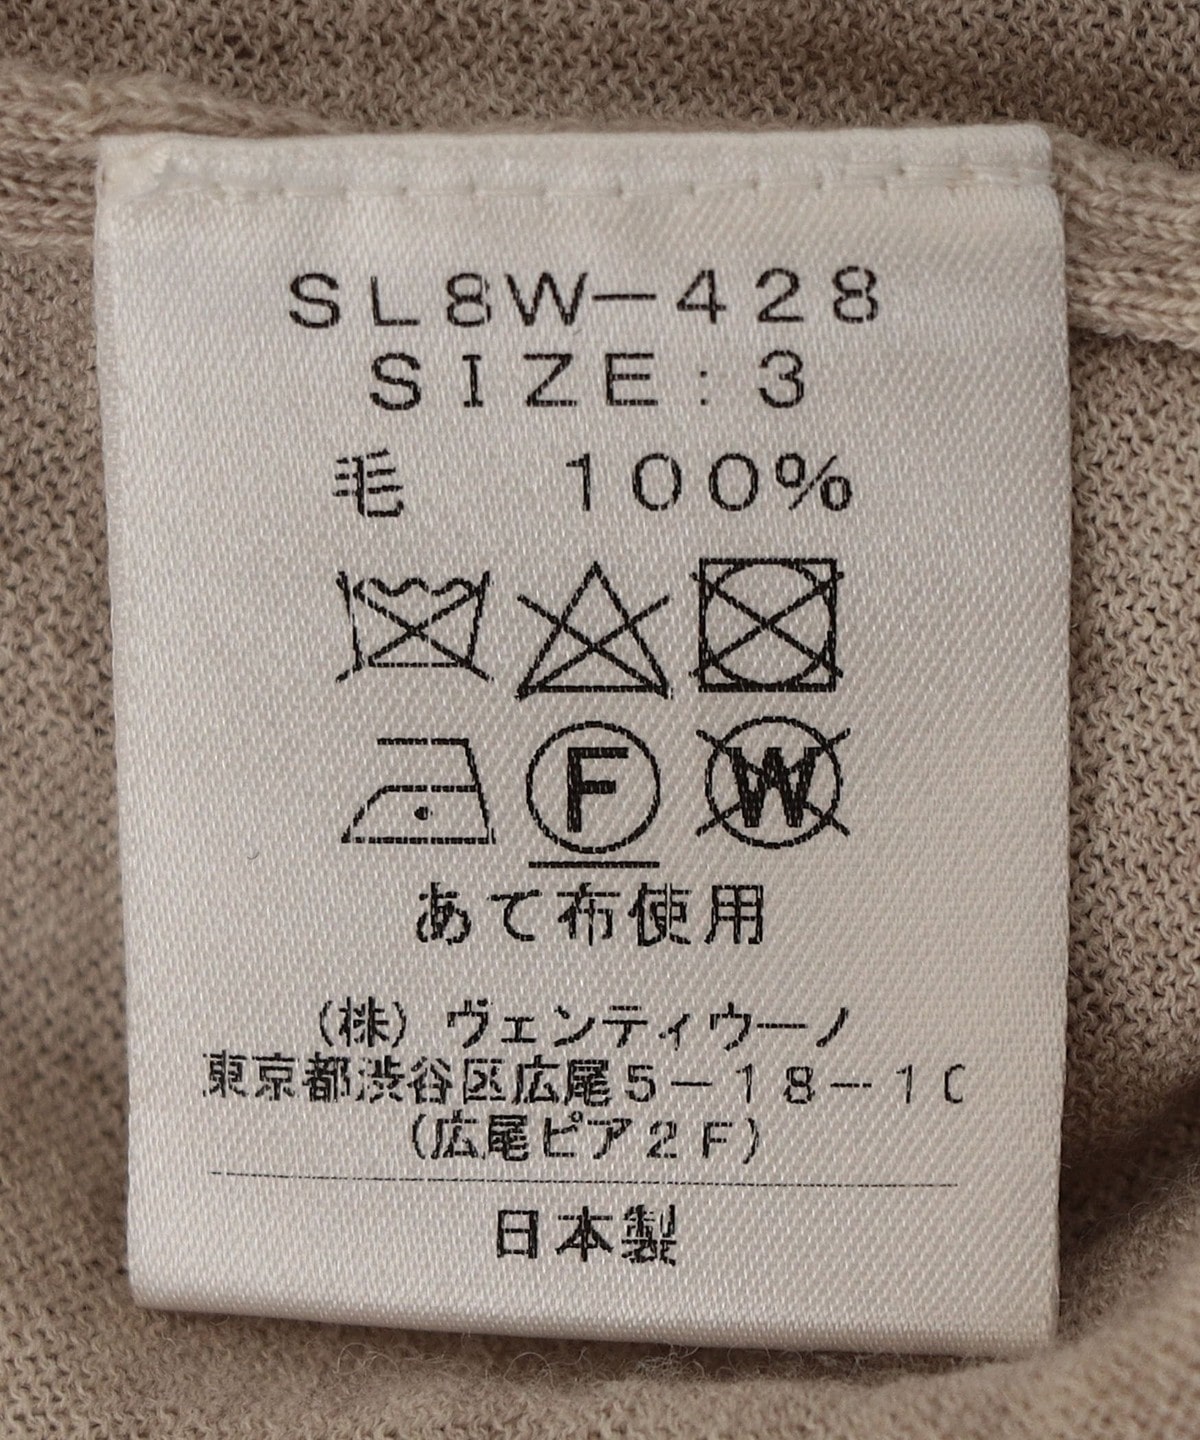 SL8W-428
SIZE:3
毛 100%
F W
あて布使用
(株)ヴェンティウーノ
東京都渋谷区広尾5-18-10
(広尾ピア2F)
日本製